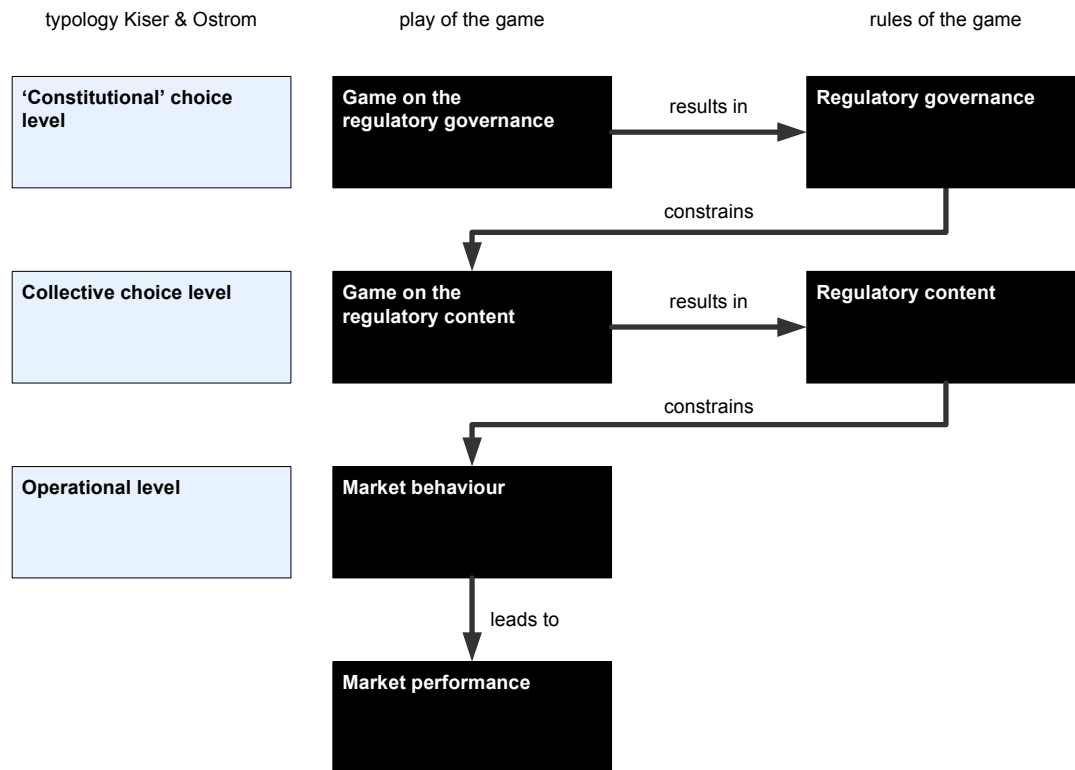 typology Kiser & Ostrom
play of the game
rules of the game
‘Constitutional’ choice
level
Game on the
regulatory governance
results in
Regulatory governance
constrains
Collective choice level
Game on the
regulatory content
results in
Regulatory content
constrains
Operational level
Market behaviour
leads to
Market performance